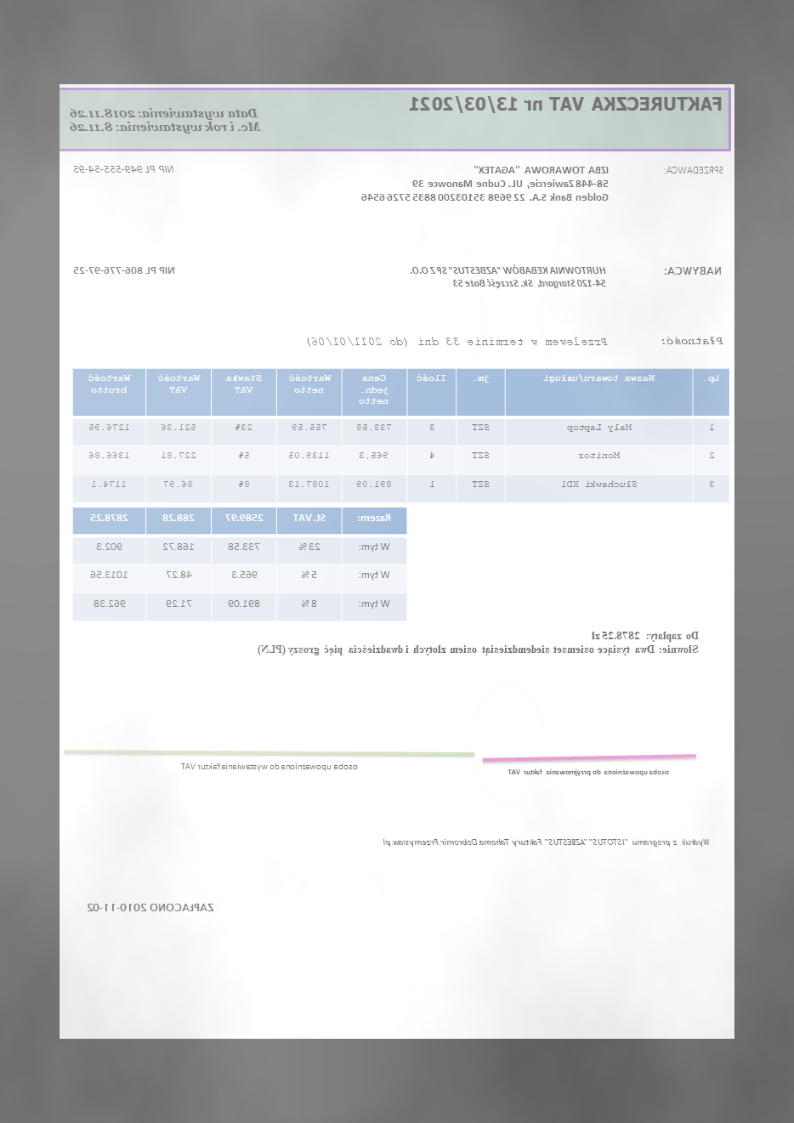 FAKTURECZKA VAT nr 13/03/2021
Data wystawienia: 2018.11.26
Mc. i rok wystawienia: 8.11.26
SPRZEDAWCA: IZBA TOWAROWA "AGATEX" NIP PL 949-555-54-95
58-448 Zawiercie, UL. Cudne Manowce 39
Golden Bank S.A. 22 9698 35103200 8835 5726 6546
NABYWCA: HURTOWNIA KEBABÓW "AZBESTUS" SP Z O.O. NIP PL 806-776-97-25
54-120 Stargard, Sk. Szczęść Boże 53
Płatność: Przelewem w terminie 33 dni (do 2011/01/06)
Lp. Nazwa towaru/usługi jm. Ilość Cena jedn. netto Wartość netto Stawka VAT Wartość VAT Wartość brutto
1 Mały Laptop SZT 3 733.58 755.59 23% 521.36 1276.95
2 Monitor SZT 4 965.3 1139.05 5% 227.81 1366.86
3 Słuchawki XD1 SZT 1 891.09 1087.13 8% 86.97 1174.1
Razem: St.VAT 2589.97 288.28 2878.25
W tym: 23 % 733.58 168.72 902.3
W tym: 5 % 965.3 48.27 1013.56
W tym: 8 % 891.09 71.29 962.38
Do zapłaty: 2878.25 zł
Słownie: Dwa tysiące osiemset siedemdziesiąt osiem złotych i dwadzieścia pięć groszy (PLN)
osoba upoważniona do przyjmowania faktur VAT
osoba upoważniona do wystawiania faktur VAT
Wydruk z programu "ISTOTUS" "AZBESTUS" Faktury Tahoma.Dobromir.Przemyslaw.pl
ZAPŁACONO 2010-11-02